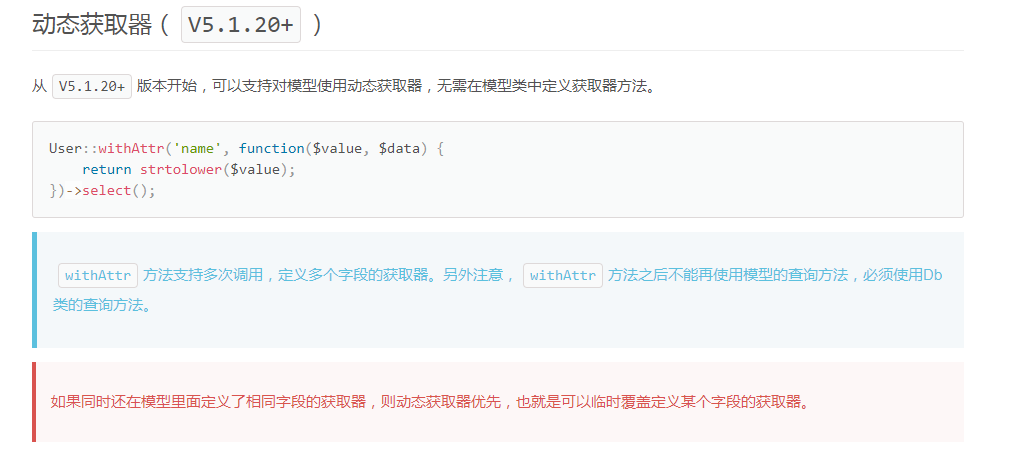 动态获取器（ V5.1.20+ ）
从 V5.1.20+ 版本开始，可以支持对模型使用动态获取器，无需在模型类中定义获取器方法。
User::withAttr('name', function($value, $data) {
    return strtolower($value);
})->select();
withAttr 方法支持多次调用，定义多个字段的获取器。另外注意， withAttr 方法之后不能再使用模型的查询方法，必须使用Db
类的查询方法。
如果同时还在模型里面定义了相同字段的获取器，则动态获取器优先，也就是可以临时覆盖定义某个字段的获取器。